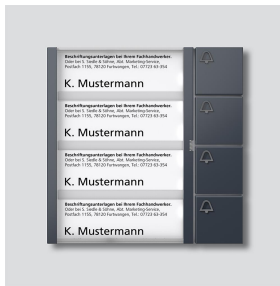 Beschriftungsunterlagen bei Ihrem Fachhandwerker.
Oder bei S. Siedle & Söhne, Abt. Marketing-Service,
Postfach 1155, 78120 Furtwangen, Tel.: 07723 63-354
K. Mustermann
Beschriftungsunterlagen bei Ihrem Fachhandwerker.
Oder bei S. Siedle & Söhne, Abt. Marketing-Service,
Postfach 1155, 78120 Furtwangen, Tel.: 07723 63-354
K. Mustermann
Beschriftungsunterlagen bei Ihrem Fachhandwerker.
Oder bei S. Siedle & Söhne, Abt. Marketing-Service,
Postfach 1155, 78120 Furtwangen, Tel.: 07723 63-354
K. Mustermann
Beschriftungsunterlagen bei Ihrem Fachhandwerker.
Oder bei S. Siedle & Söhne, Abt. Marketing-Service,
Postfach 1155, 78120 Furtwangen, Tel.: 07723 63-354
K. Mustermann